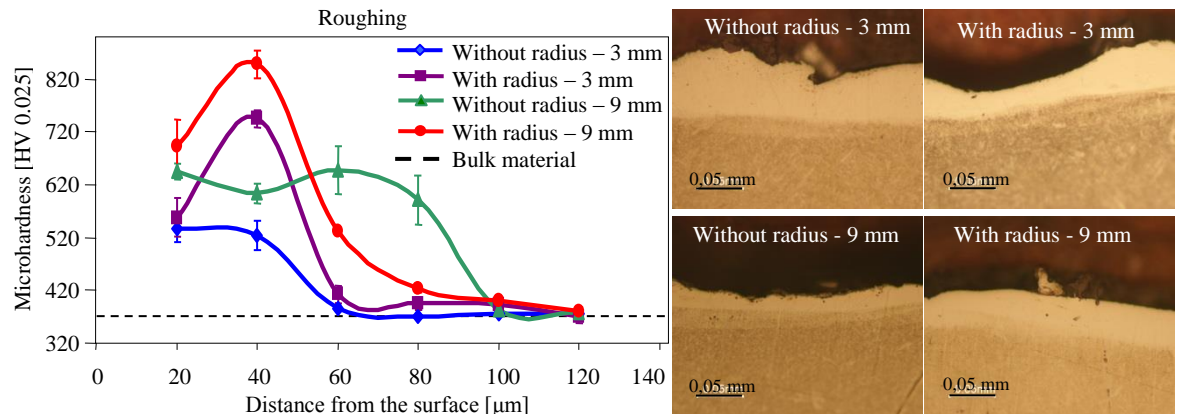 Roughing
Microhardness [HV 0.025]
820
720
620
520
420
320
0 20 40 60 80 100 120 140
Distance from the surface [µm]
Without radius – 3 mm
With radius – 3 mm
Without radius – 9 mm
With radius – 9 mm
Bulk material
Without radius - 3 mm
0,05 mm
With radius - 3 mm
0,05 mm
Without radius - 9 mm
0,05 mm
With radius - 9 mm
0,05 mm